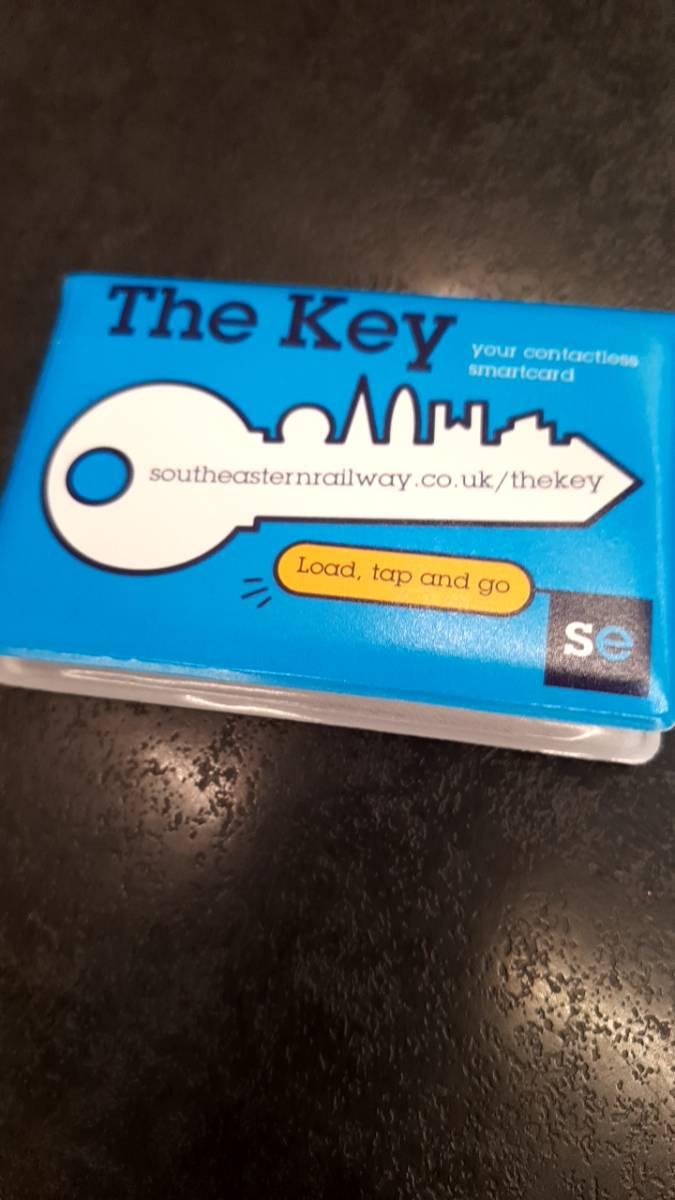 The Key
your contactless
smartcard
southeasternrailway.co.uk/thekey
Load, tap and go
se